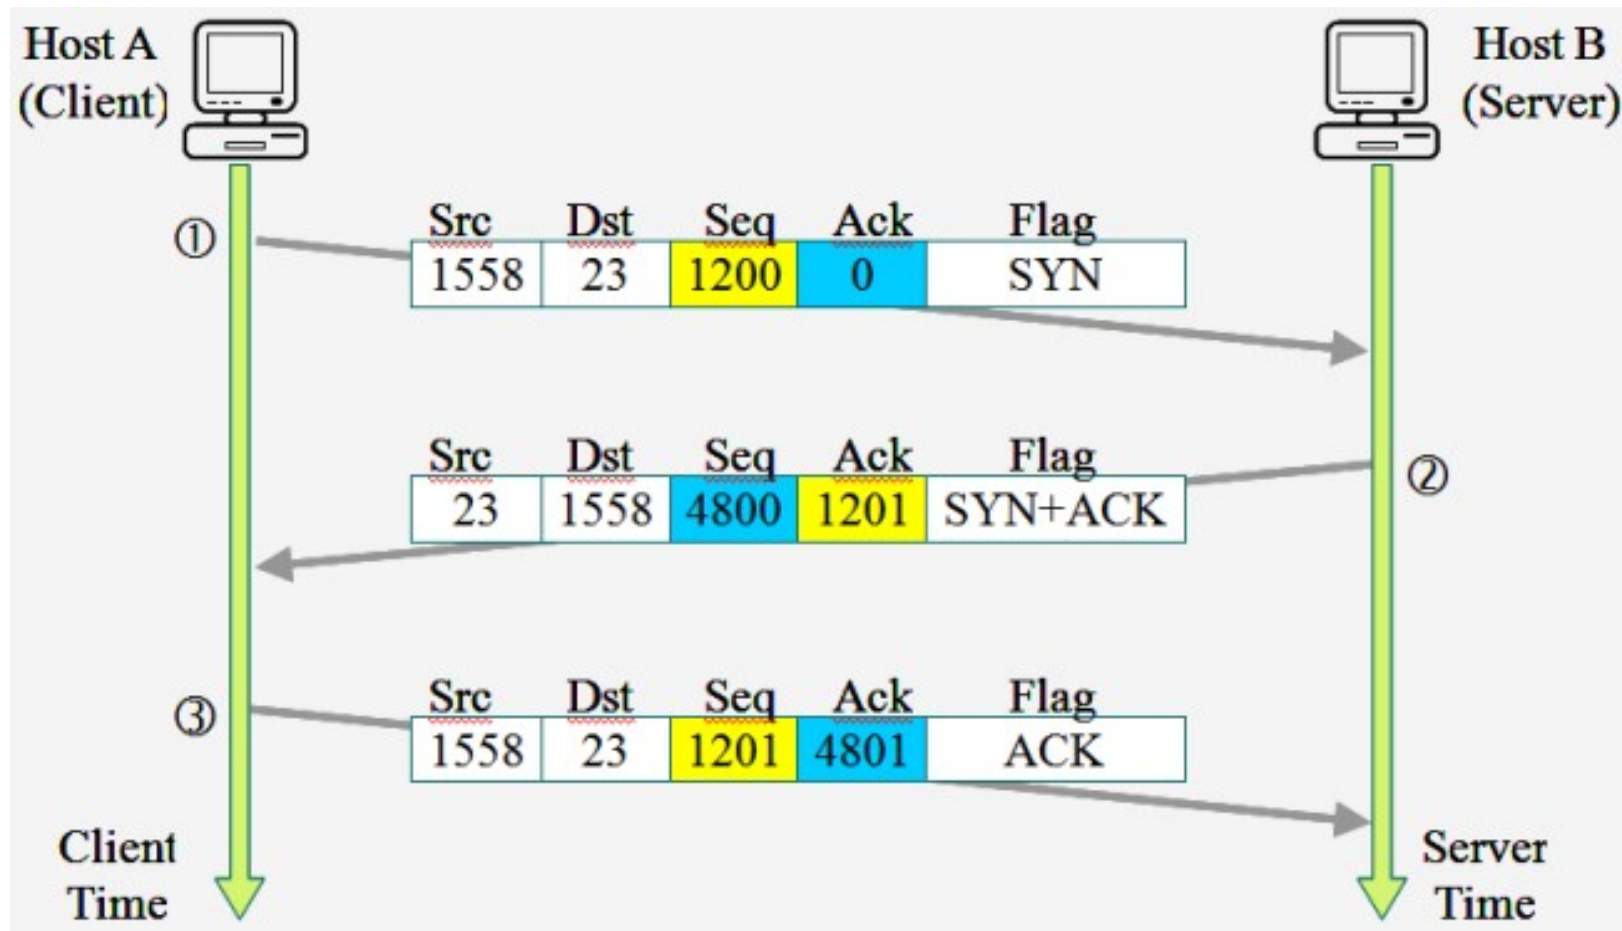 Host A
(Client)
Host B
(Server)
①
Src Dst Seq Ack Flag
1558 23 1200 0 SYN
Src Dst Seq Ack Flag
23 1558 4800 1201 SYN+ACK
②
③
Src Dst Seq Ack Flag
1558 23 1201 4801 ACK
Client
Time
Server
Time